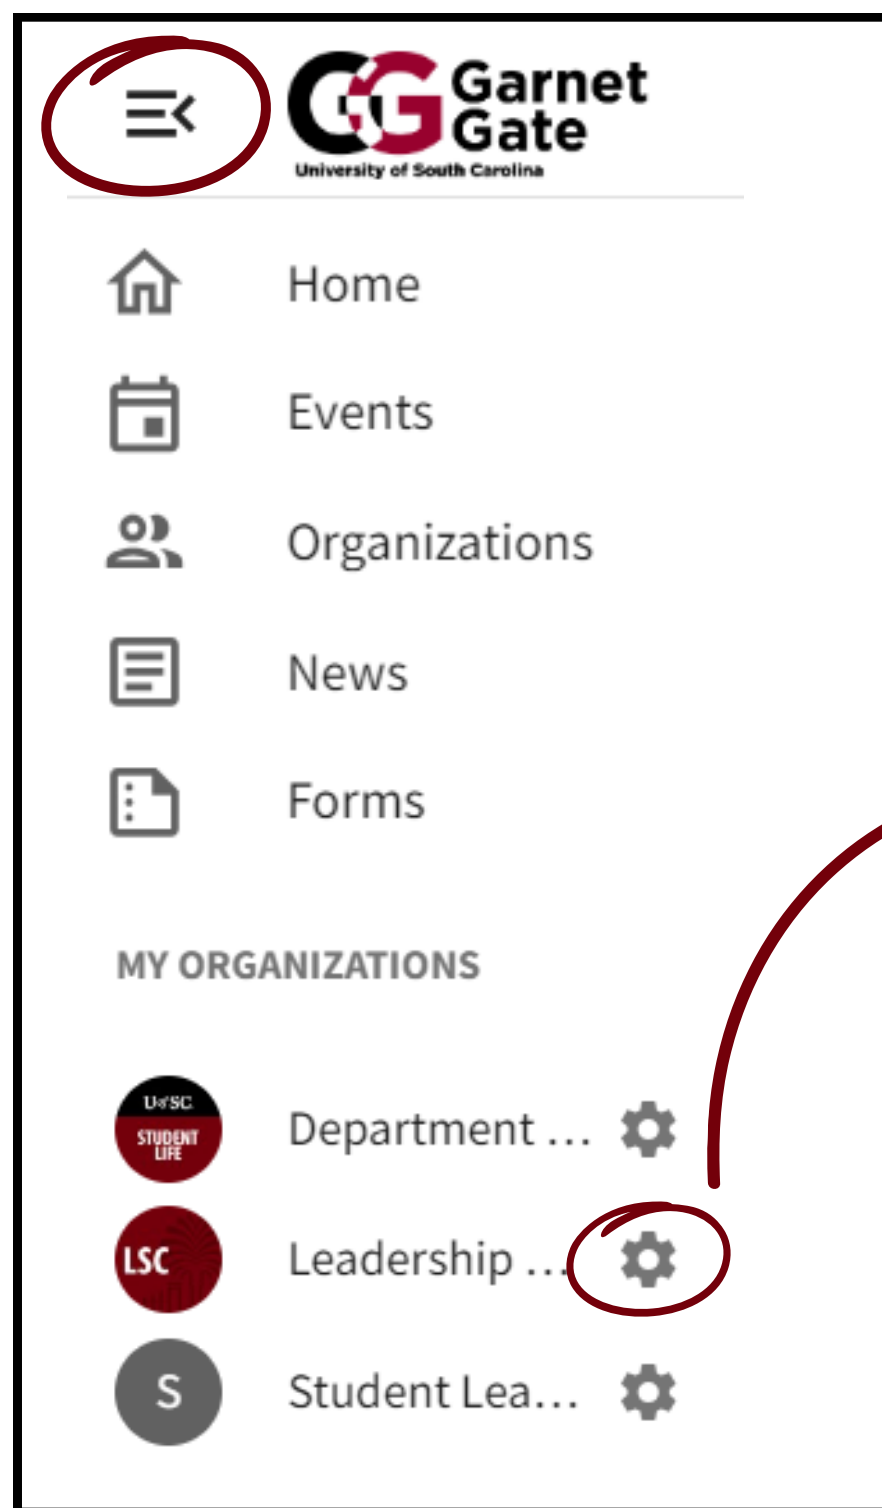 Garnet
Gate
University of South Carolina
Home
Events
Organizations
News
Forms
MY ORGANIZATIONS
UofSC
STUDENT
LIFE
Department ...
LSC
Leadership ...
S
Student Lea...